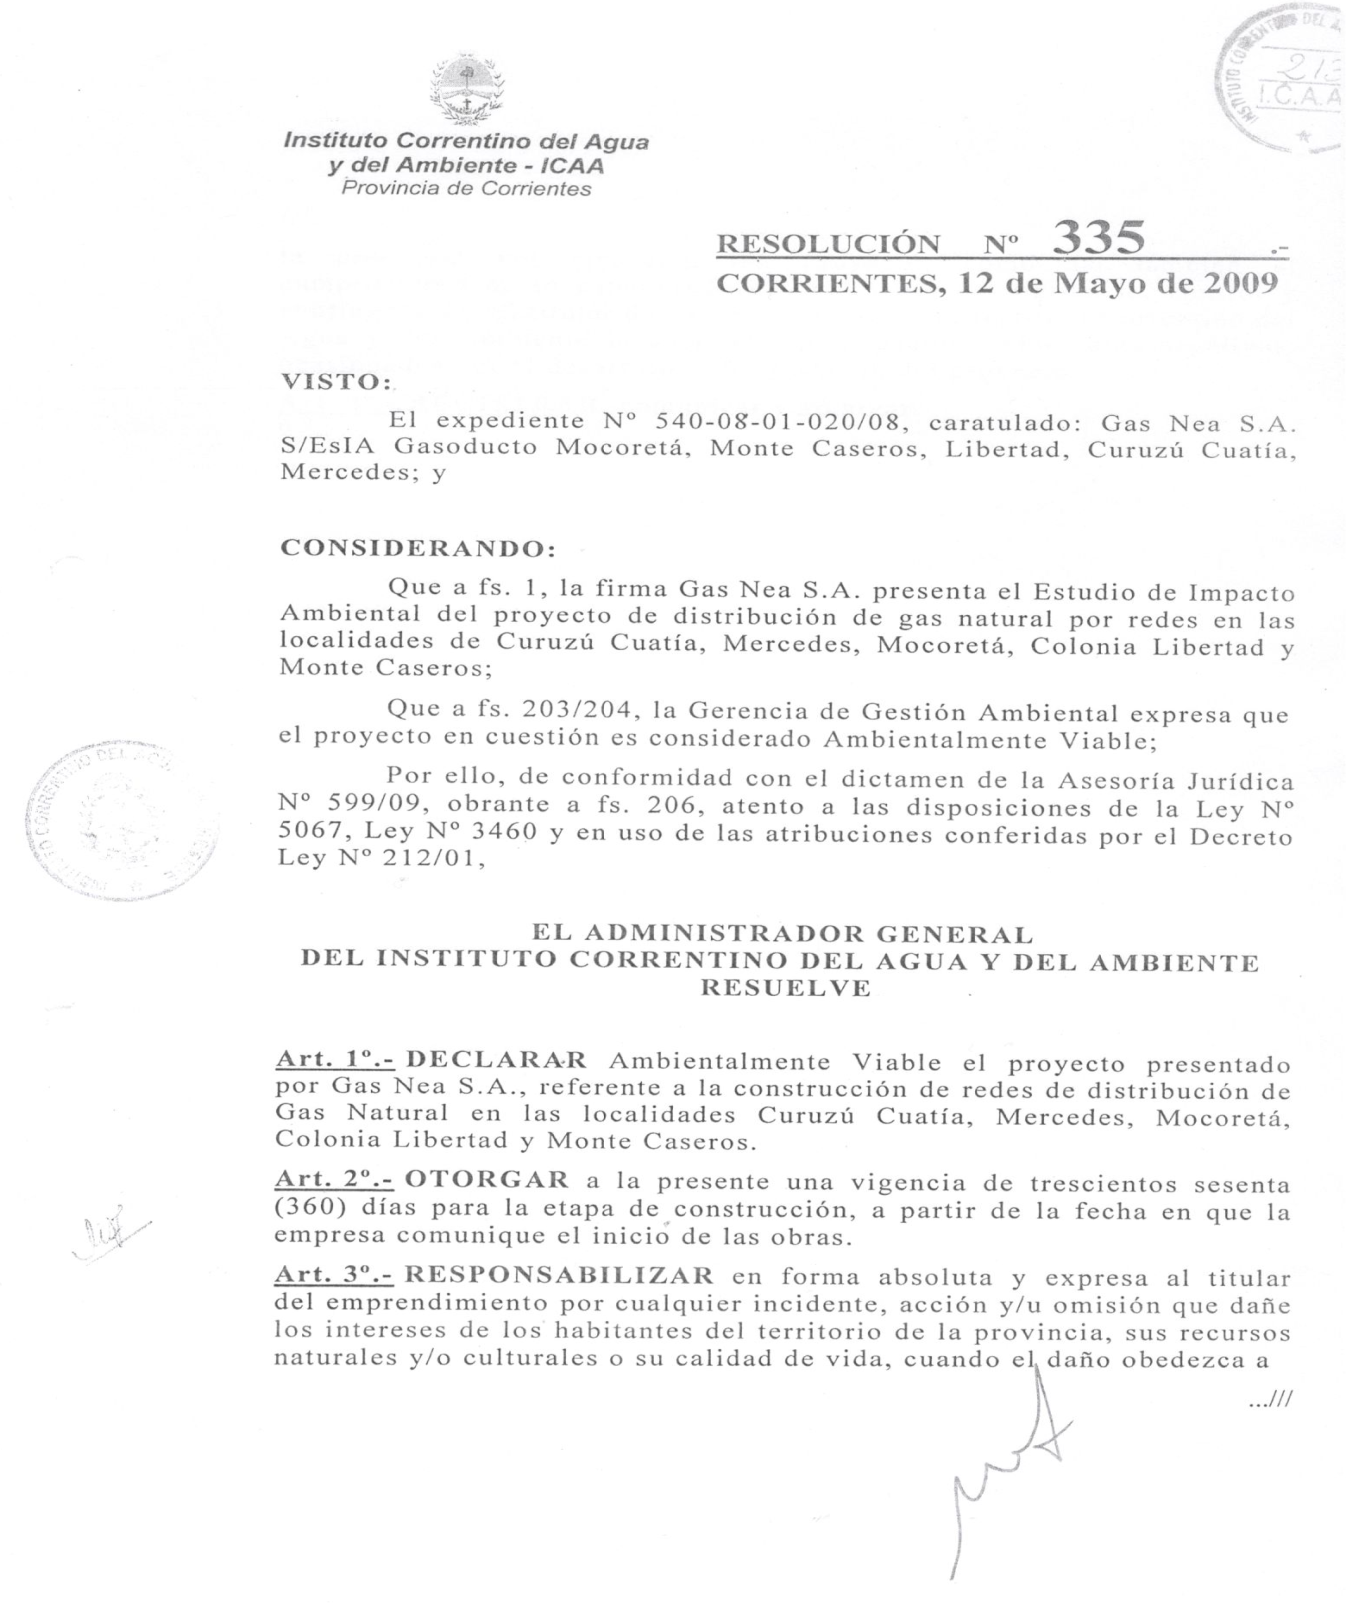 INSTITUTO CORRENTINO DEL A
213
I.C.A.A
Instituto Correntino del Agua
y del Ambiente - ICAA
Provincia de Corrientes
RESOLUCIÓN Nº 335 .-
CORRIENTES, 12 de Mayo de 2009
VISTO:
El expediente Nº 540-08-01-020/08, caratulado: Gas Nea S.A.
S/EsIA Gasoducto Mocoretá, Monte Caseros, Libertad, Curuzú Cuatía,
Mercedes; y
CONSIDERANDO:
Que a fs. 1, la firma Gas Nea S.A. presenta el Estudio de Impacto
Ambiental del proyecto de distribución de gas natural por redes en las
localidades de Curuzú Cuatía, Mercedes, Mocoretá, Colonia Libertad y
Monte Caseros;
Que a fs. 203/204, la Gerencia de Gestión Ambiental expresa que
el proyecto en cuestión es considerado Ambientalmente Viable;
Por ello, de conformidad con el dictamen de la Asesoría Jurídica
Nº 599/09, obrante a fs. 206, atento a las disposiciones de la Ley Nº
5067, Ley Nº 3460 y en uso de las atribuciones conferidas por el Decreto
Ley Nº 212/01,
EL ADMINISTRADOR GENERAL
DEL INSTITUTO CORRENTINO DEL AGUA Y DEL AMBIENTE
RESUELVE
Art. 1º.- DECLARAR Ambientalmente Viable el proyecto presentado
por Gas Nea S.A., referente a la construcción de redes de distribución de
Gas Natural en las localidades Curuzú Cuatía, Mercedes, Mocoretá,
Colonia Libertad y Monte Caseros.
Art. 2º.- OTORGAR a la presente una vigencia de trescientos sesenta
(360) días para la etapa de construcción, a partir de la fecha en que la
empresa comunique el inicio de las obras.
Art. 3º.- RESPONSABILIZAR en forma absoluta y expresa al titular
del emprendimiento por cualquier incidente, acción y/u omisión que dañe
los intereses de los habitantes del territorio de la provincia, sus recursos
naturales y/o culturales o su calidad de vida, cuando el daño obedezca a
...///